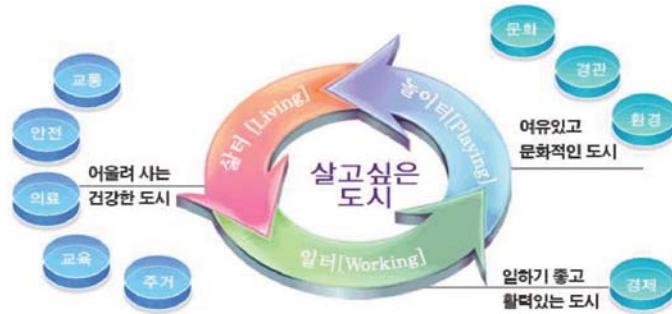 교통
안전
의료
교육
주거
어울려 사는
건강한 도시
삶터 [Living]
놀이터[Playing]
일터[Working]
살고싶은
도시
문화
경관
환경
여유있고
문화적인 도시
일하기 좋고
활력있는 도시
경제